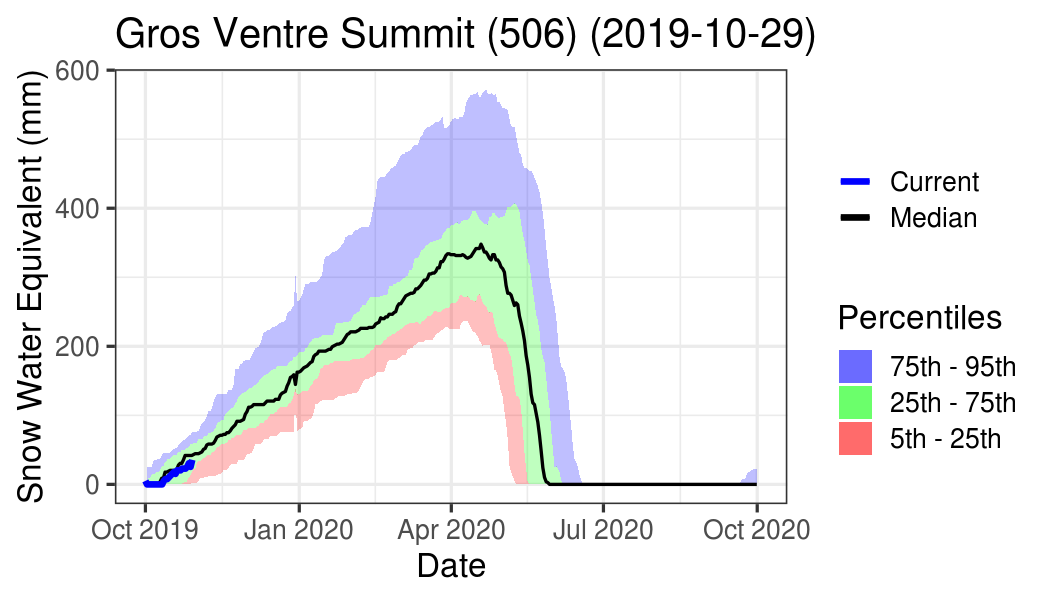 Gros Ventre Summit (506) (2019-10-29)
Snow Water Equivalent (mm)
600
400
200
0
Oct 2019 Jan 2020 Apr 2020 Jul 2020 Oct 2020
Date
Current
Median
Percentiles
75th - 95th
25th - 75th
5th - 25th